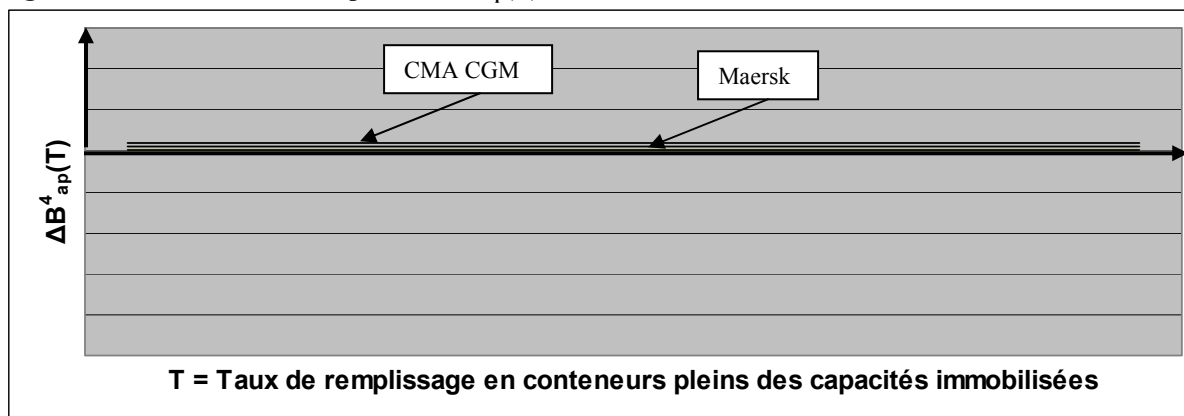 CMA CGM
Maersk
ΔB⁴ap(T)
T = Taux de remplissage en conteneurs pleins des capacités immobilisées